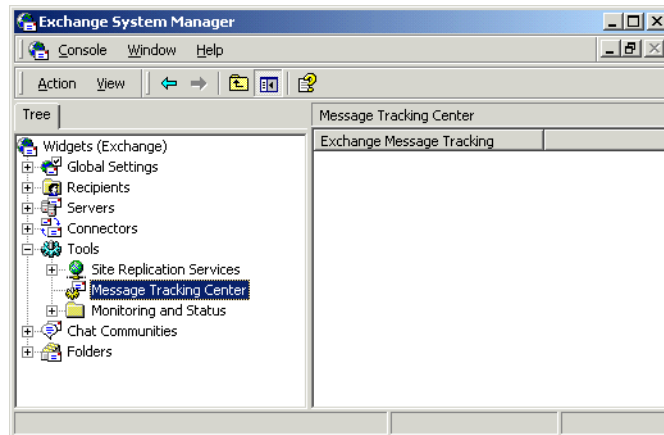 Exchange System Manager
Console Window Help
Action View
Tree
Message Tracking Center
Widgets (Exchange)
Exchange Message Tracking
Global Settings
Recipients
Servers
Connectors
Tools
Site Replication Services
Message Tracking Center
Monitoring and Status
Chat Communities
Folders